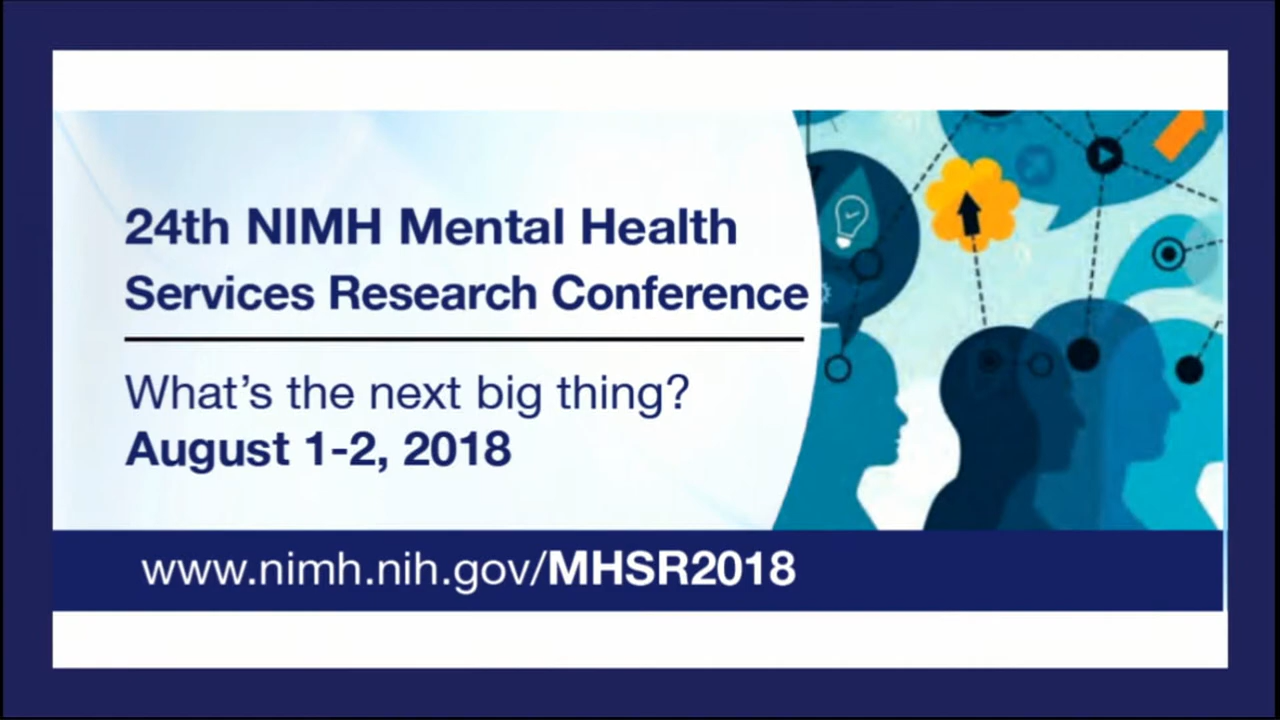 24th NIMH Mental Health
Services Research Conference
What's the next big thing?
August 1-2, 2018
www.nimh.nih.gov/MHSR2018